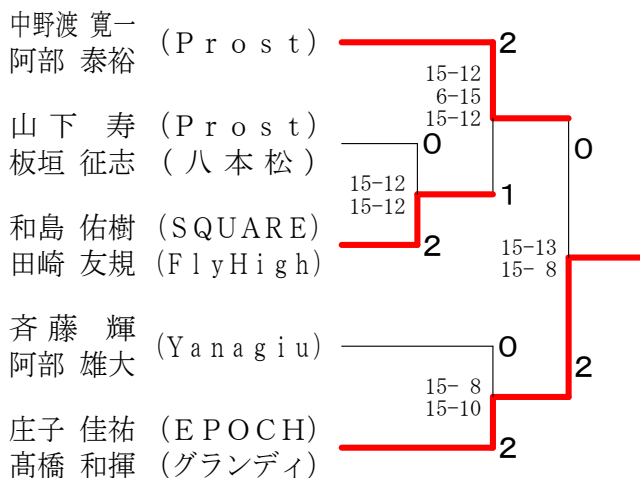 中野渡 寛一 (Prost)
阿部 泰裕
2
15-12
6-15
15-12
山下 寿 (Prost)
板垣 征志 (八本松)
0
0
15-12
15-12
1
和島 佑樹 (SQUARE)
田崎 友規 (FlyHigh)
2
15-13
15- 8
斉藤 輝 (Yanagiu)
阿部 雄大
0
2
15- 8
15-10
庄子 佳祐 (EPOCH)
髙橋 和揮 (グランディ)
2